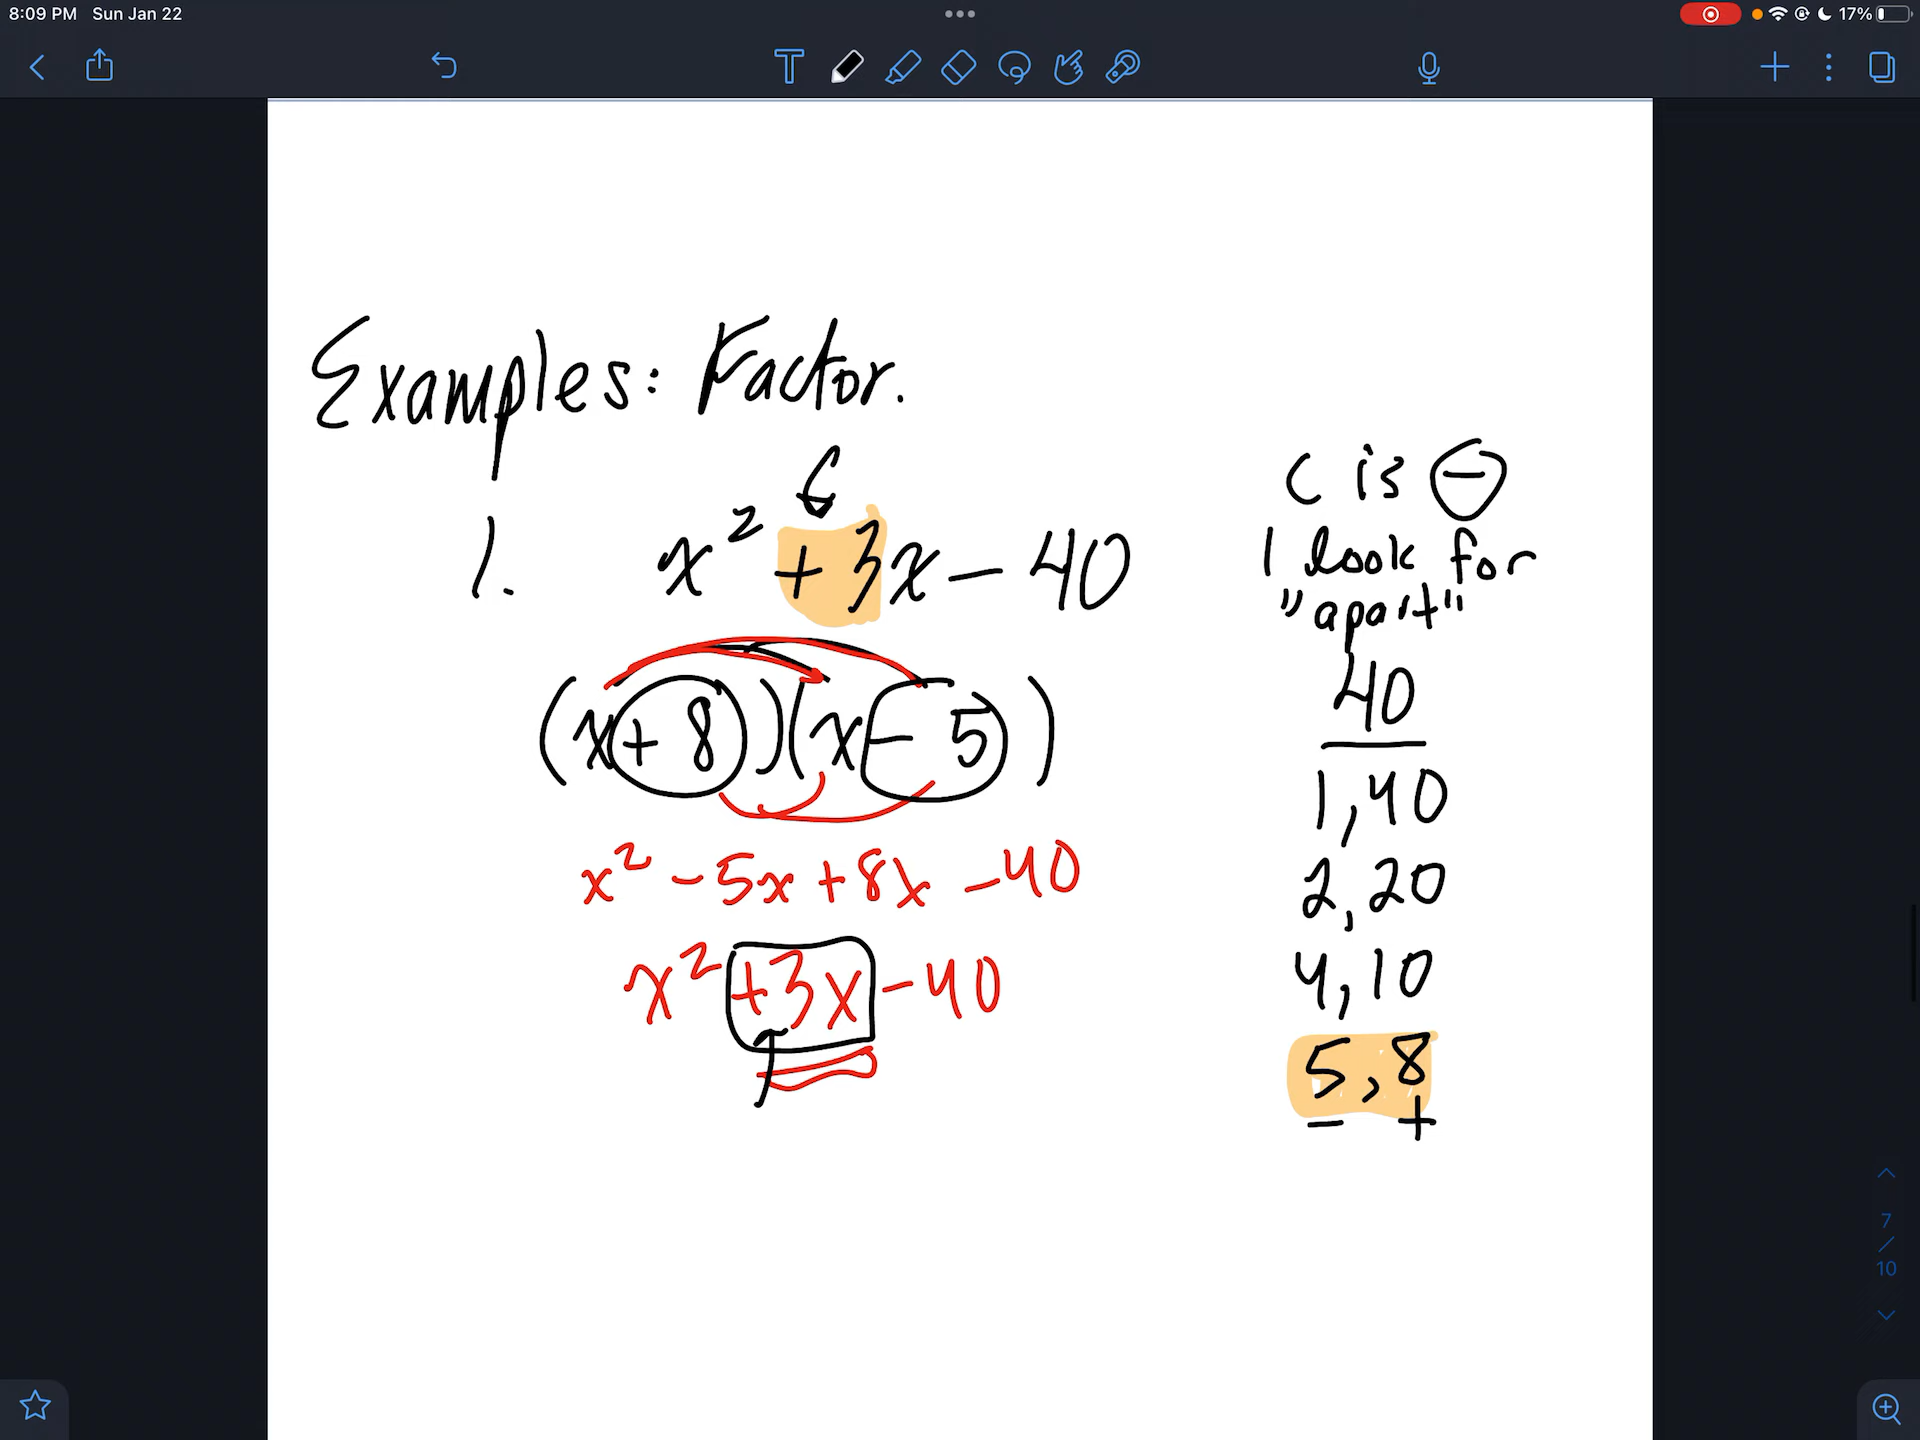 8:09 PM Sun Jan 22
17%
Examples: Factor.
1. x² + 3x - 40
(x + 8)(x - 5)
x² - 5x + 8x - 40
x² + 3x - 40
C is -
I look for
"apart"
40
1, 40
2, 20
4, 10
5, 8
- +
7
/
10